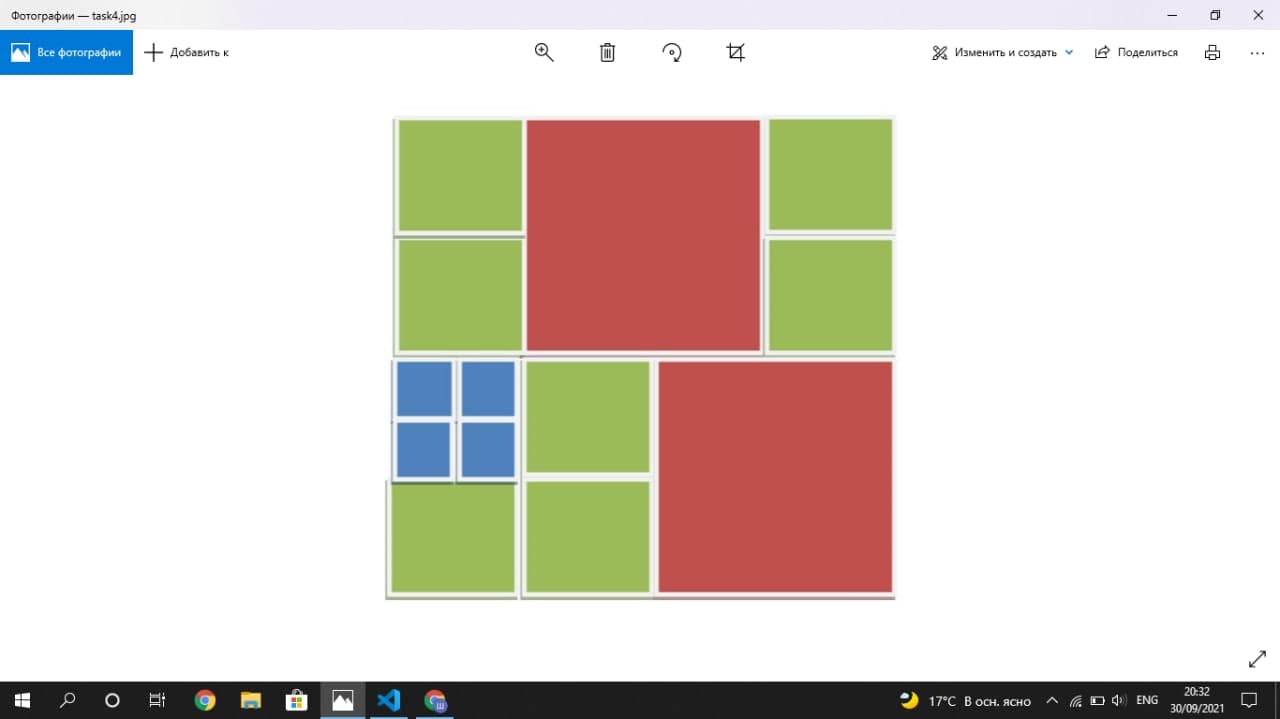 Фотографии — task4.jpg
Все фотографии
Добавить к
Изменить и создать
Поделиться
17°C В осн. ясно
ENG
20:32
30/09/2021